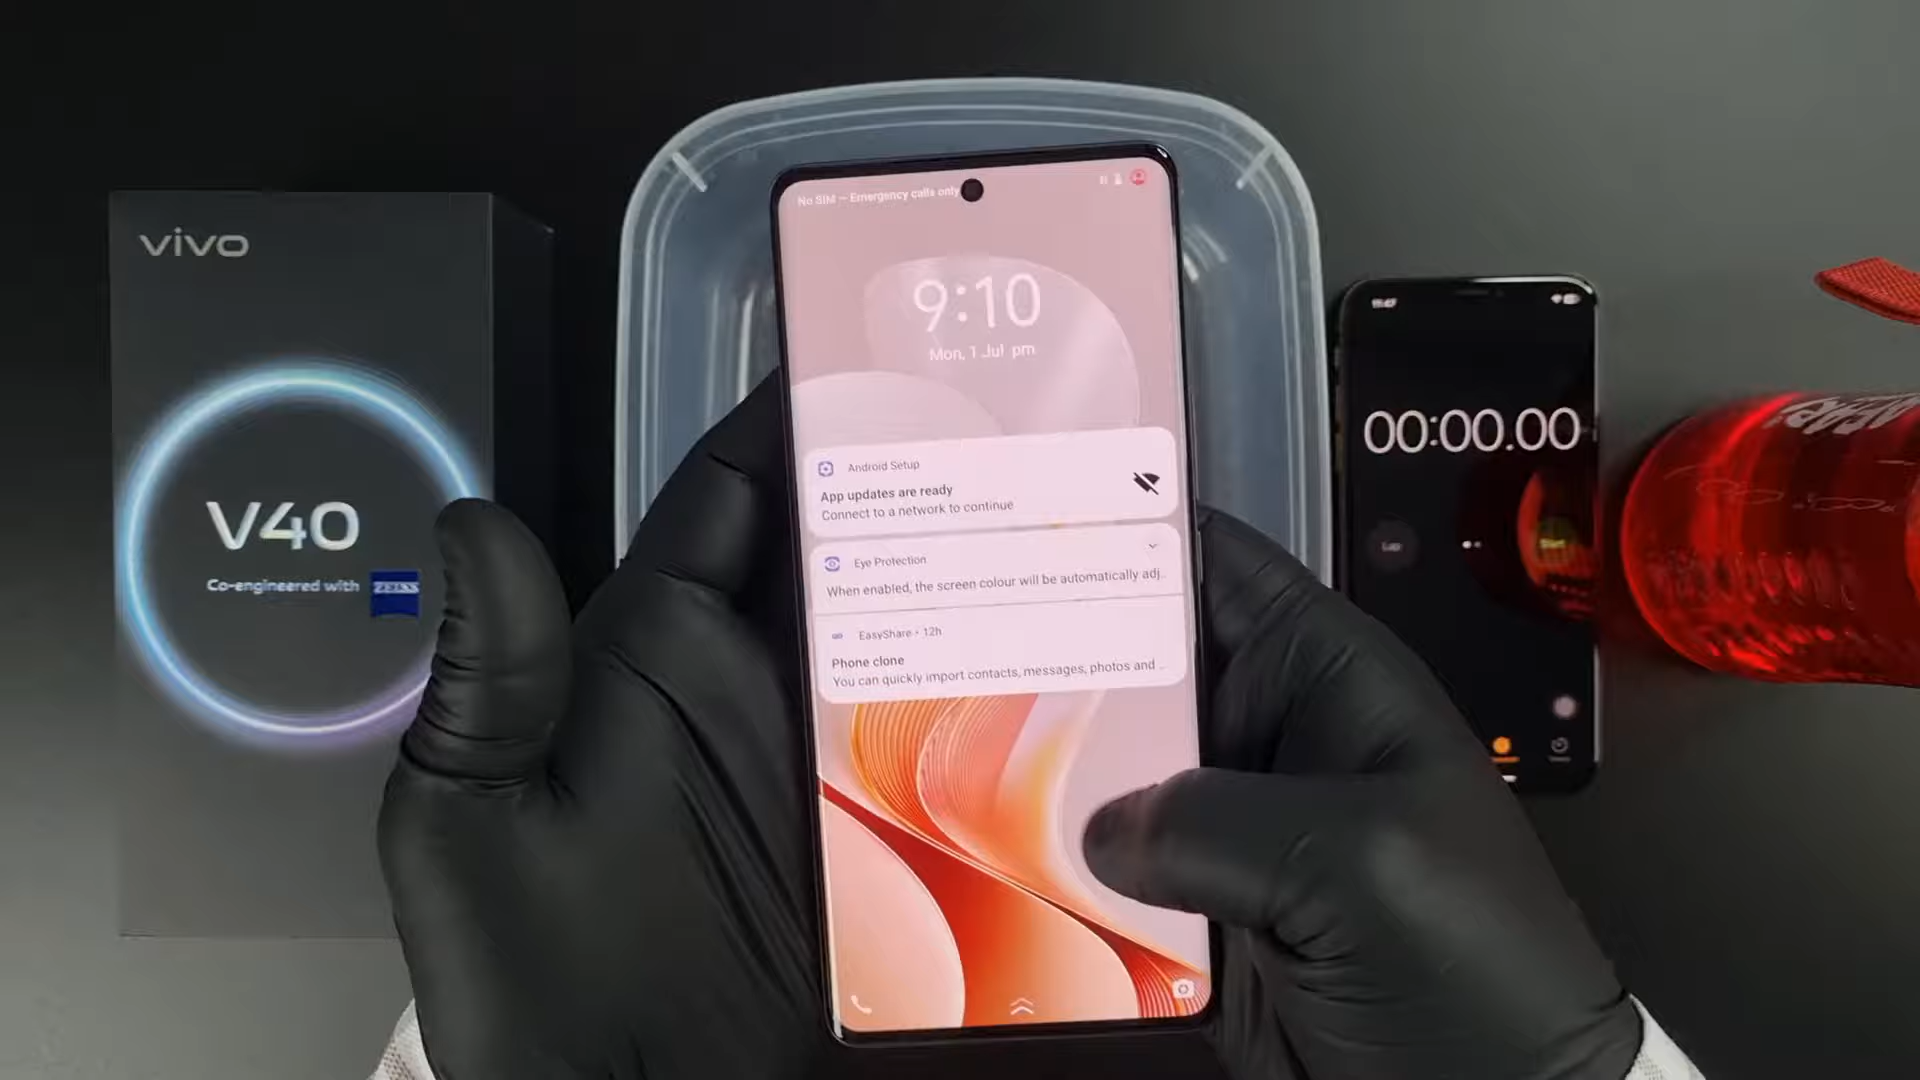 vivo
V40
Co-engineered with
ZEISS
No SIM — Emergency calls only
9:10
Mon, 1 Jul pm
Android Setup
App updates are ready
Connect to a network to continue
Eye Protection
When enabled, the screen colour will be automatically adj..
EasyShare • 12h
Phone clone
You can quickly import contacts, messages, photos and ..
00:00.00
Lap
Start